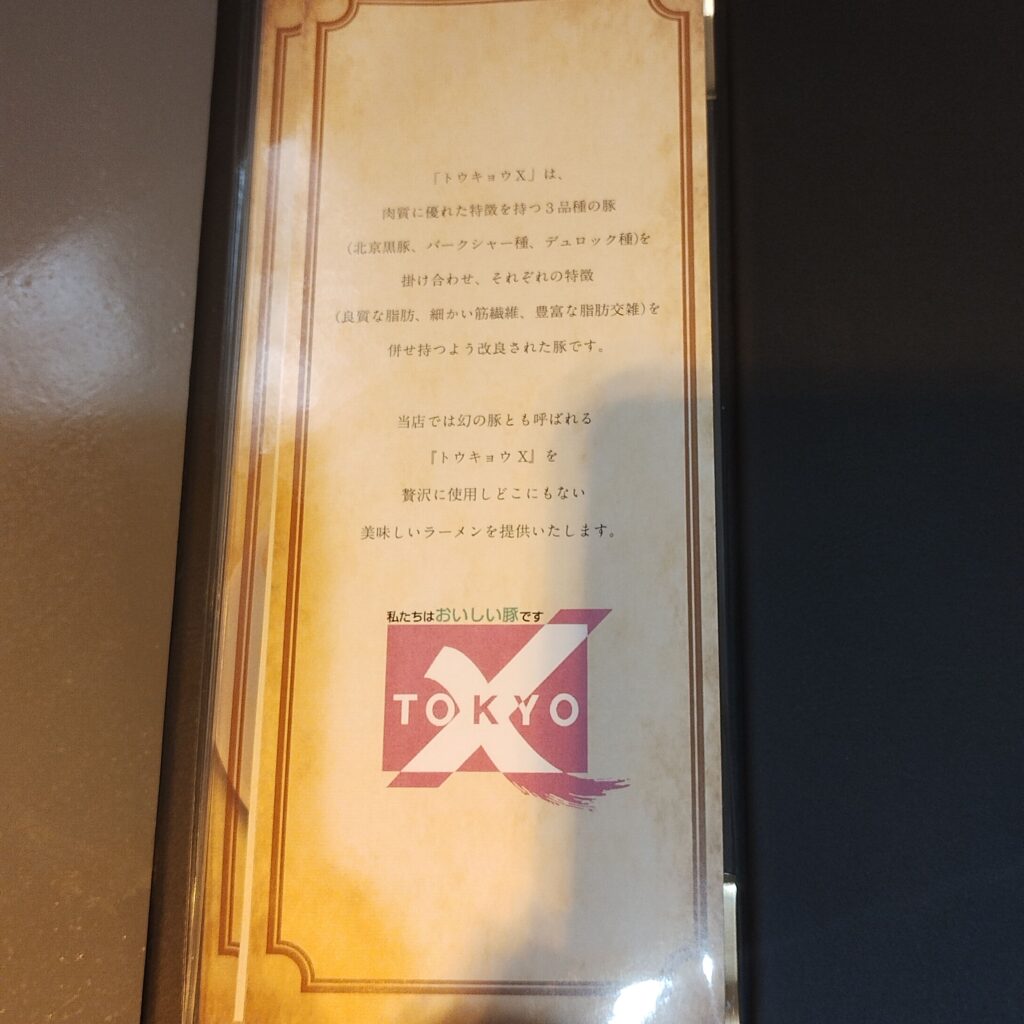 「トウキョウX」は、
肉質に優れた特徴を持つ3品種の豚
(北京黒豚、バークシャー種、デュロック種)を
掛け合わせ、それぞれの特徴
(良質な脂肪、細かい筋繊維、豊富な脂肪交雑)を
併せ持つよう改良された豚です。
当店では幻の豚とも呼ばれる
『トウキョウX』を
贅沢に使用しどこにもない
美味しいラーメンを提供いたします。
私たちはおいしい豚です
TOKYO X